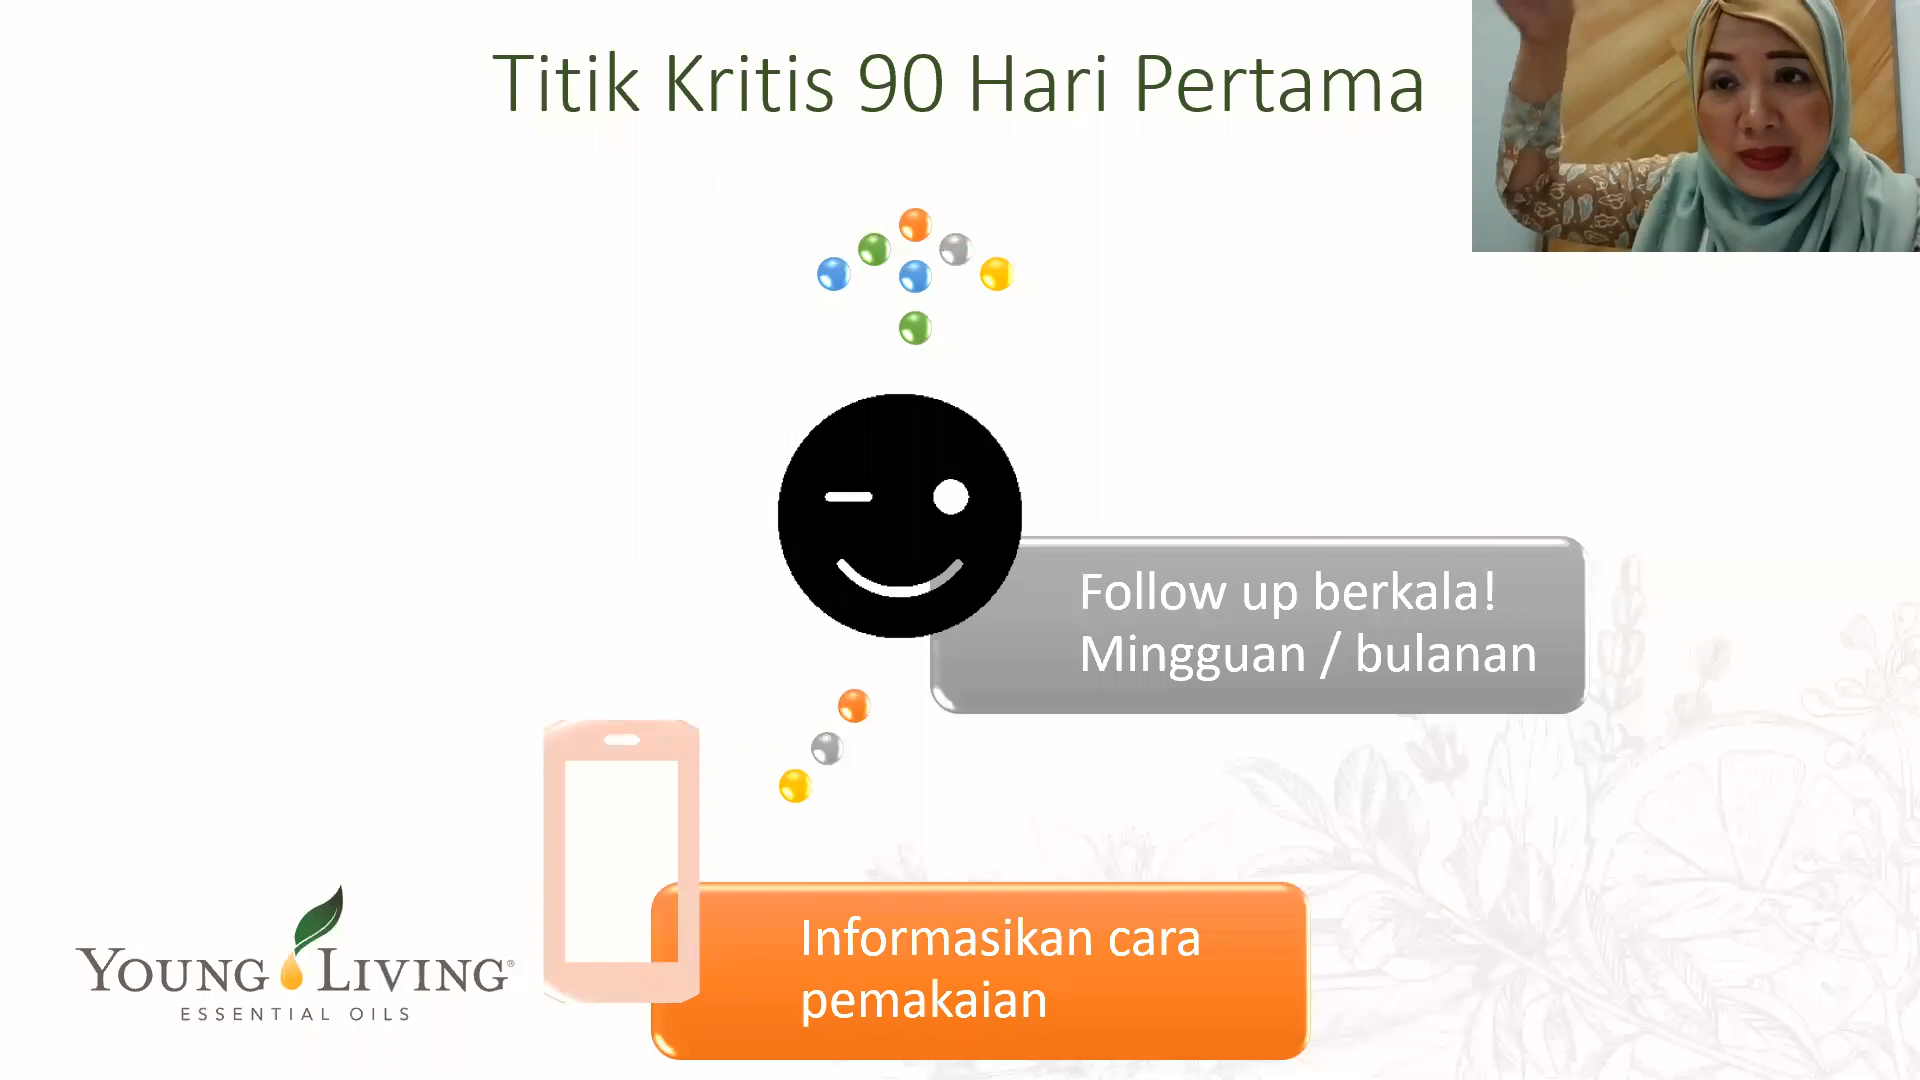 Titik Kritis 90 Hari Pertama
Follow up berkala!
Mingguan / bulanan
Informasikan cara
pemakaian
YOUNG LIVING®
ESSENTIAL OILS